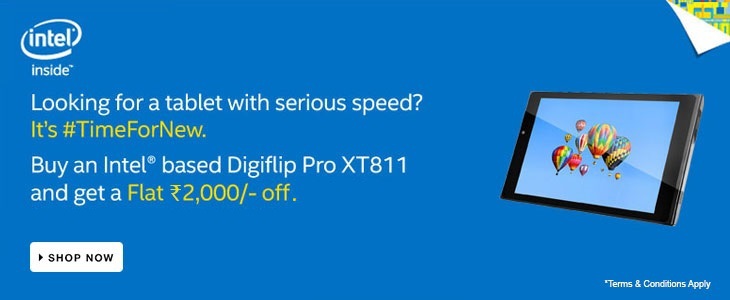 intel
inside™
Looking for a tablet with serious speed?
It's #TimeForNew.
Buy an Intel® based Digiflip Pro XT811
and get a Flat ₹2,000/- off.
SHOP NOW
*Terms & Conditions Apply